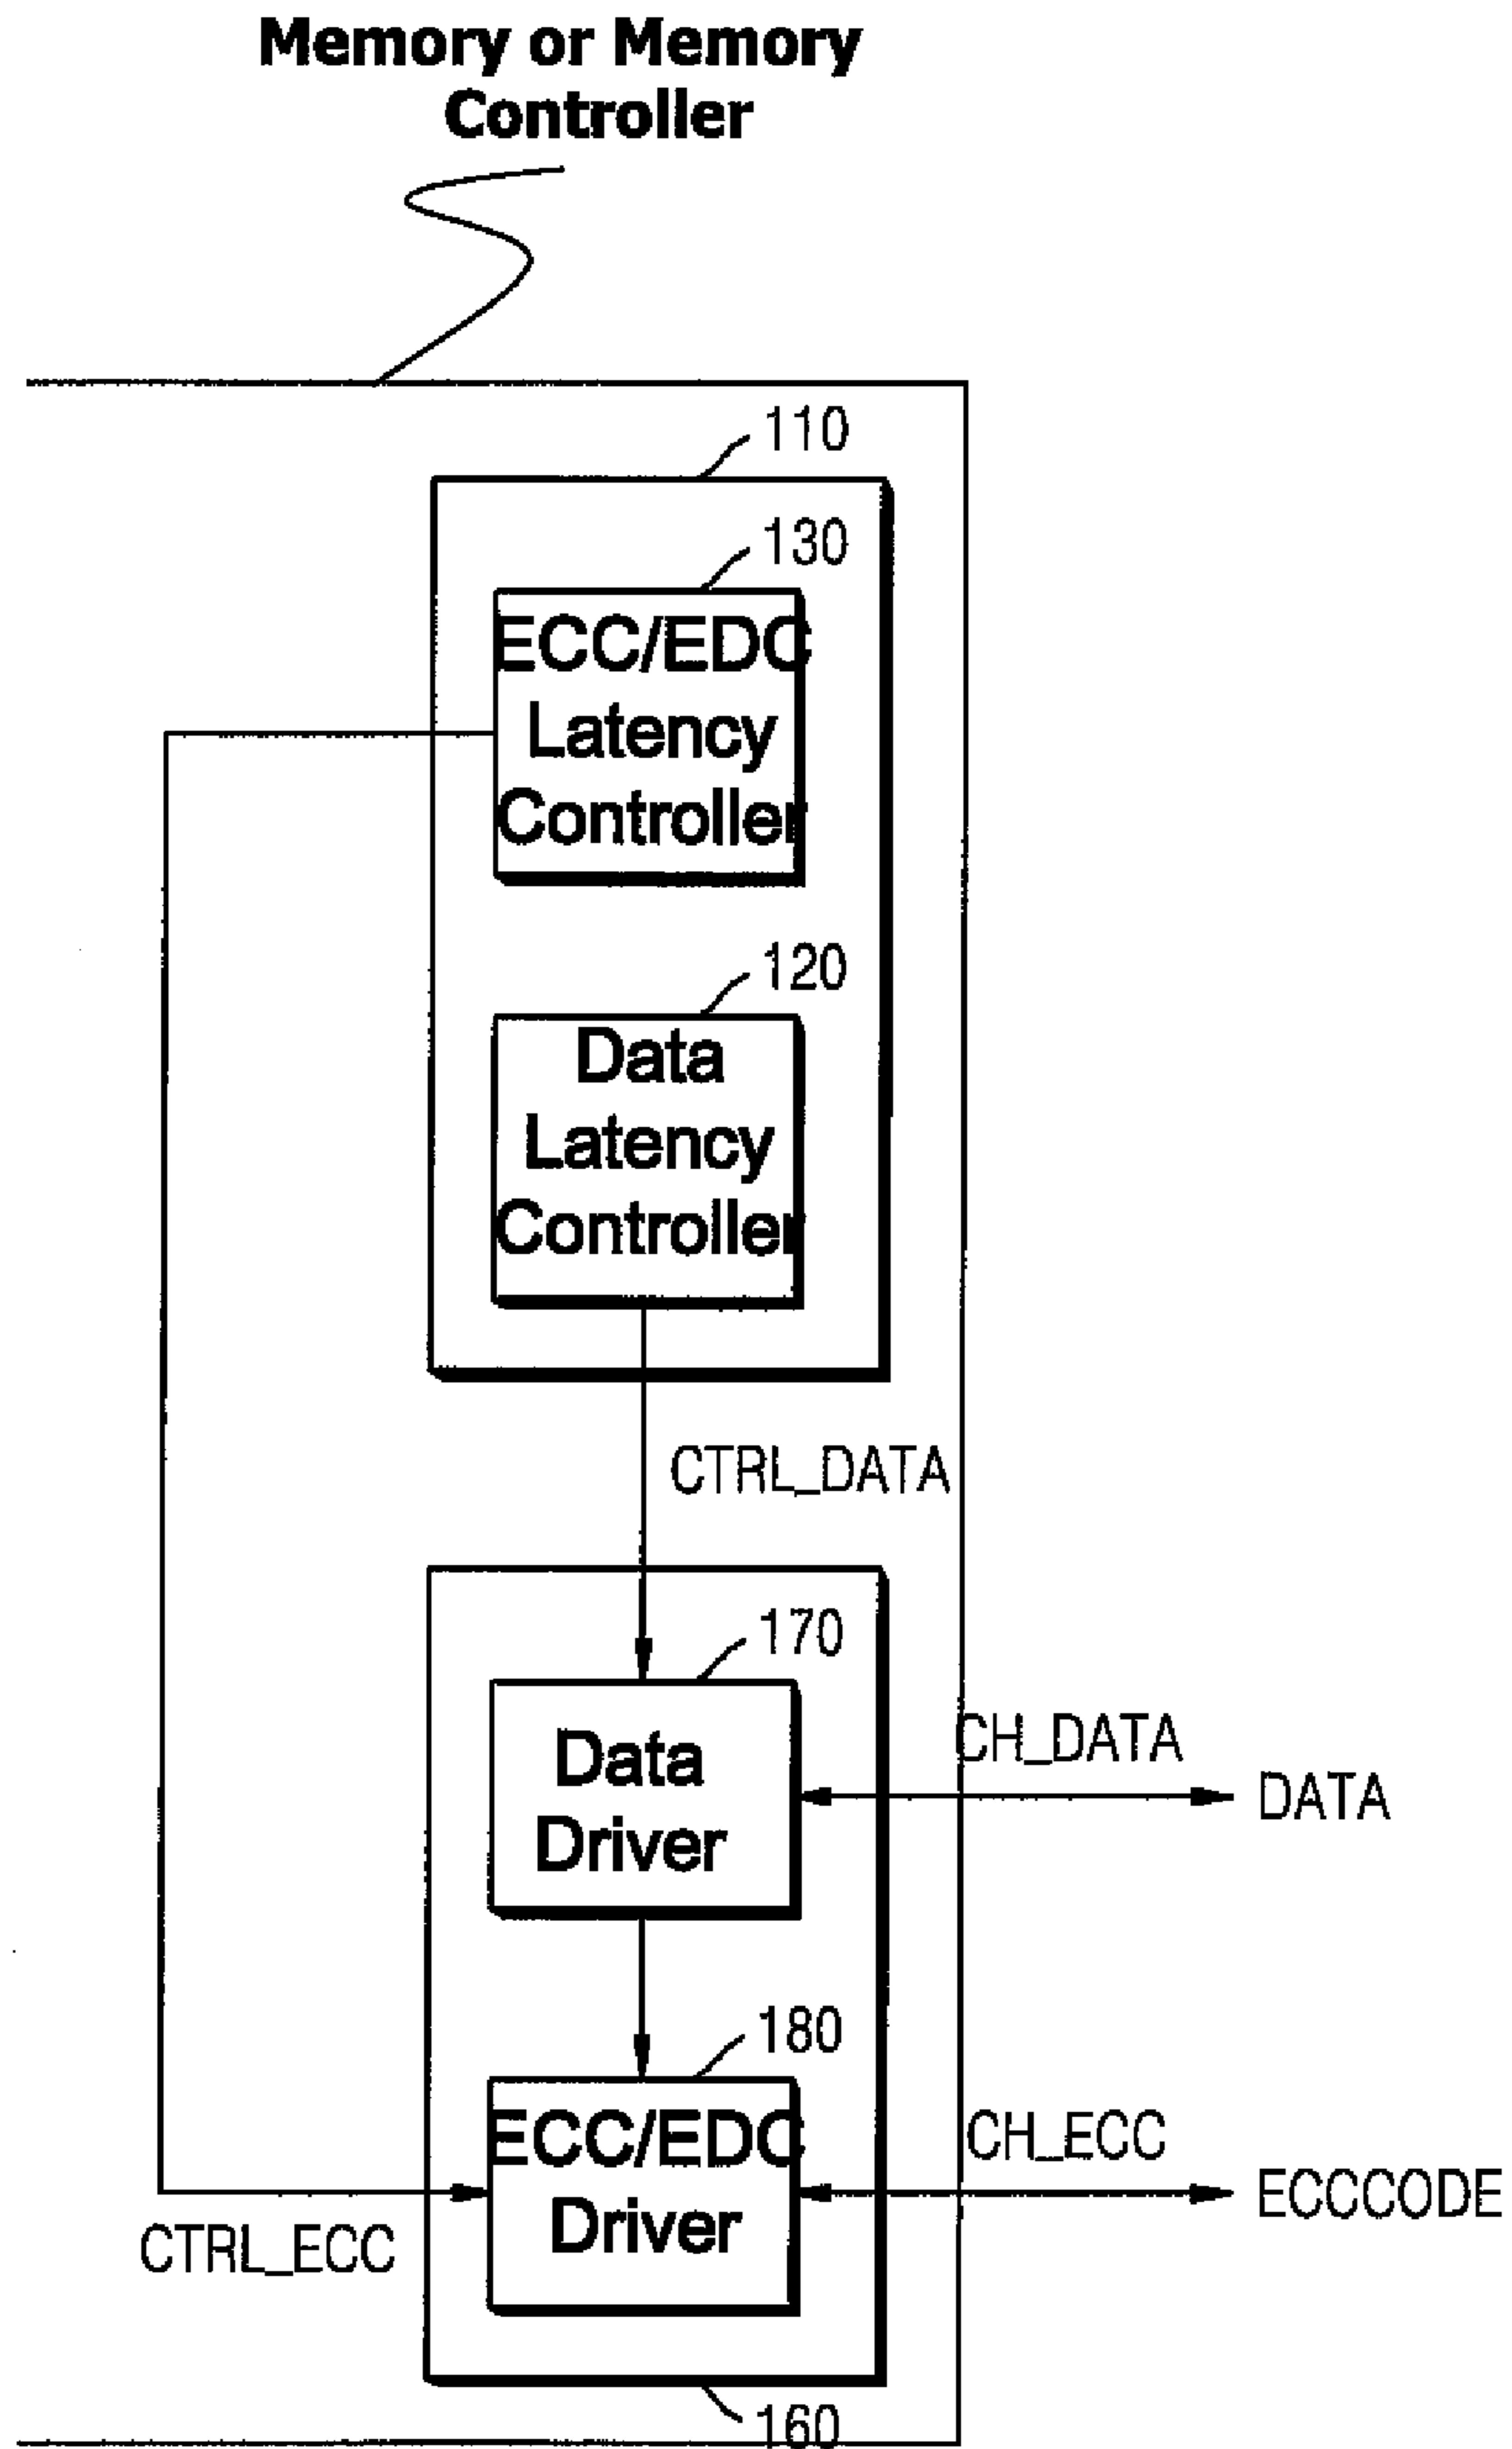 Memory or Memory
Controller
110
130
ECC/EDC
Latency
Controller
120
Data
Latency
Controller
CTRL_DATA
170
Data
Driver
CH_DATA
DATA
180
ECC/EDC
Driver
CH_ECC
ECCCODE
CTRL_ECC
160